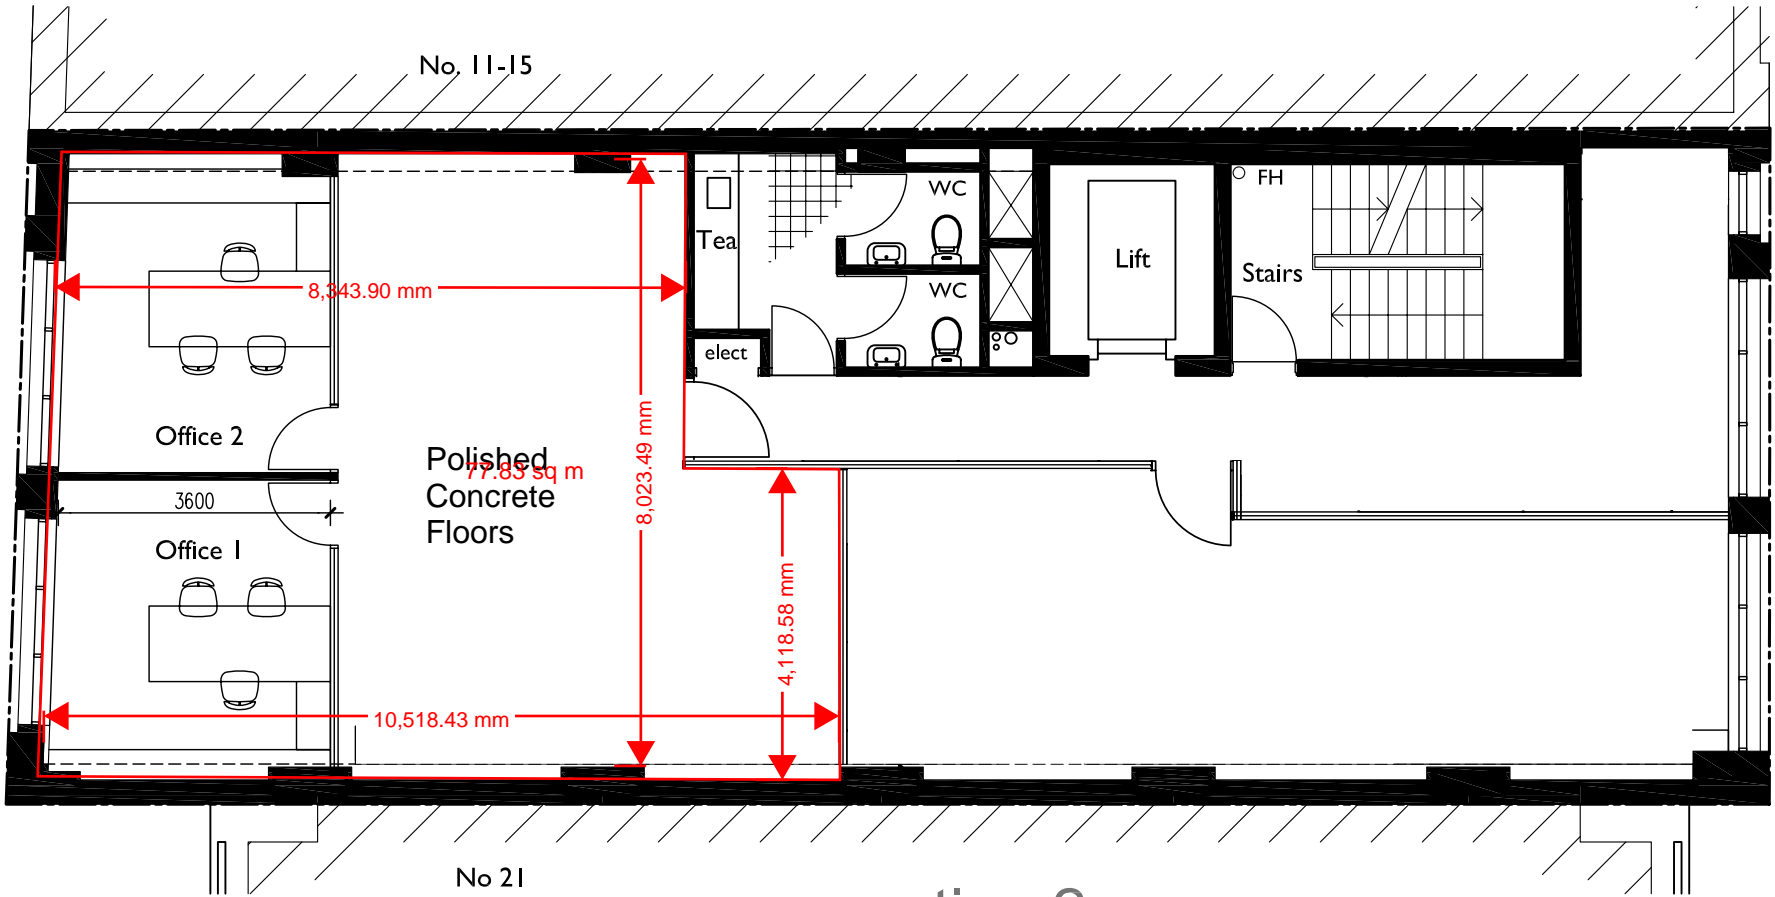 No. 11-15
WC
FH
Tea
Lift
Stairs
8,343.90 mm
WC
elect
Office 2
8,023.49 mm
Polished
77.83 sq m
Concrete
Floors
3600
Office 1
4,118.58 mm
10,518.43 mm
No 21